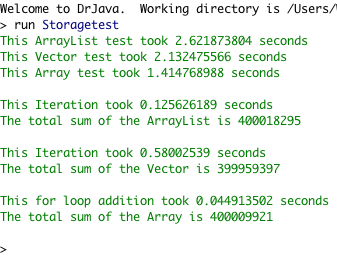 Welcome to DrJava.  Working directory is /Users/
> run Storagetest
This ArrayList test took 2.621873804 seconds
This Vector test took 2.132475566 seconds
This Array test took 1.414768988 seconds
This Iteration took 0.125626189 seconds
The total sum of the ArrayList is 400018295
This Iteration took 0.58002539 seconds
The total sum of the Vector is 399959397
This for loop addition took 0.044913502 seconds
The total sum of the Array is 400009921
>